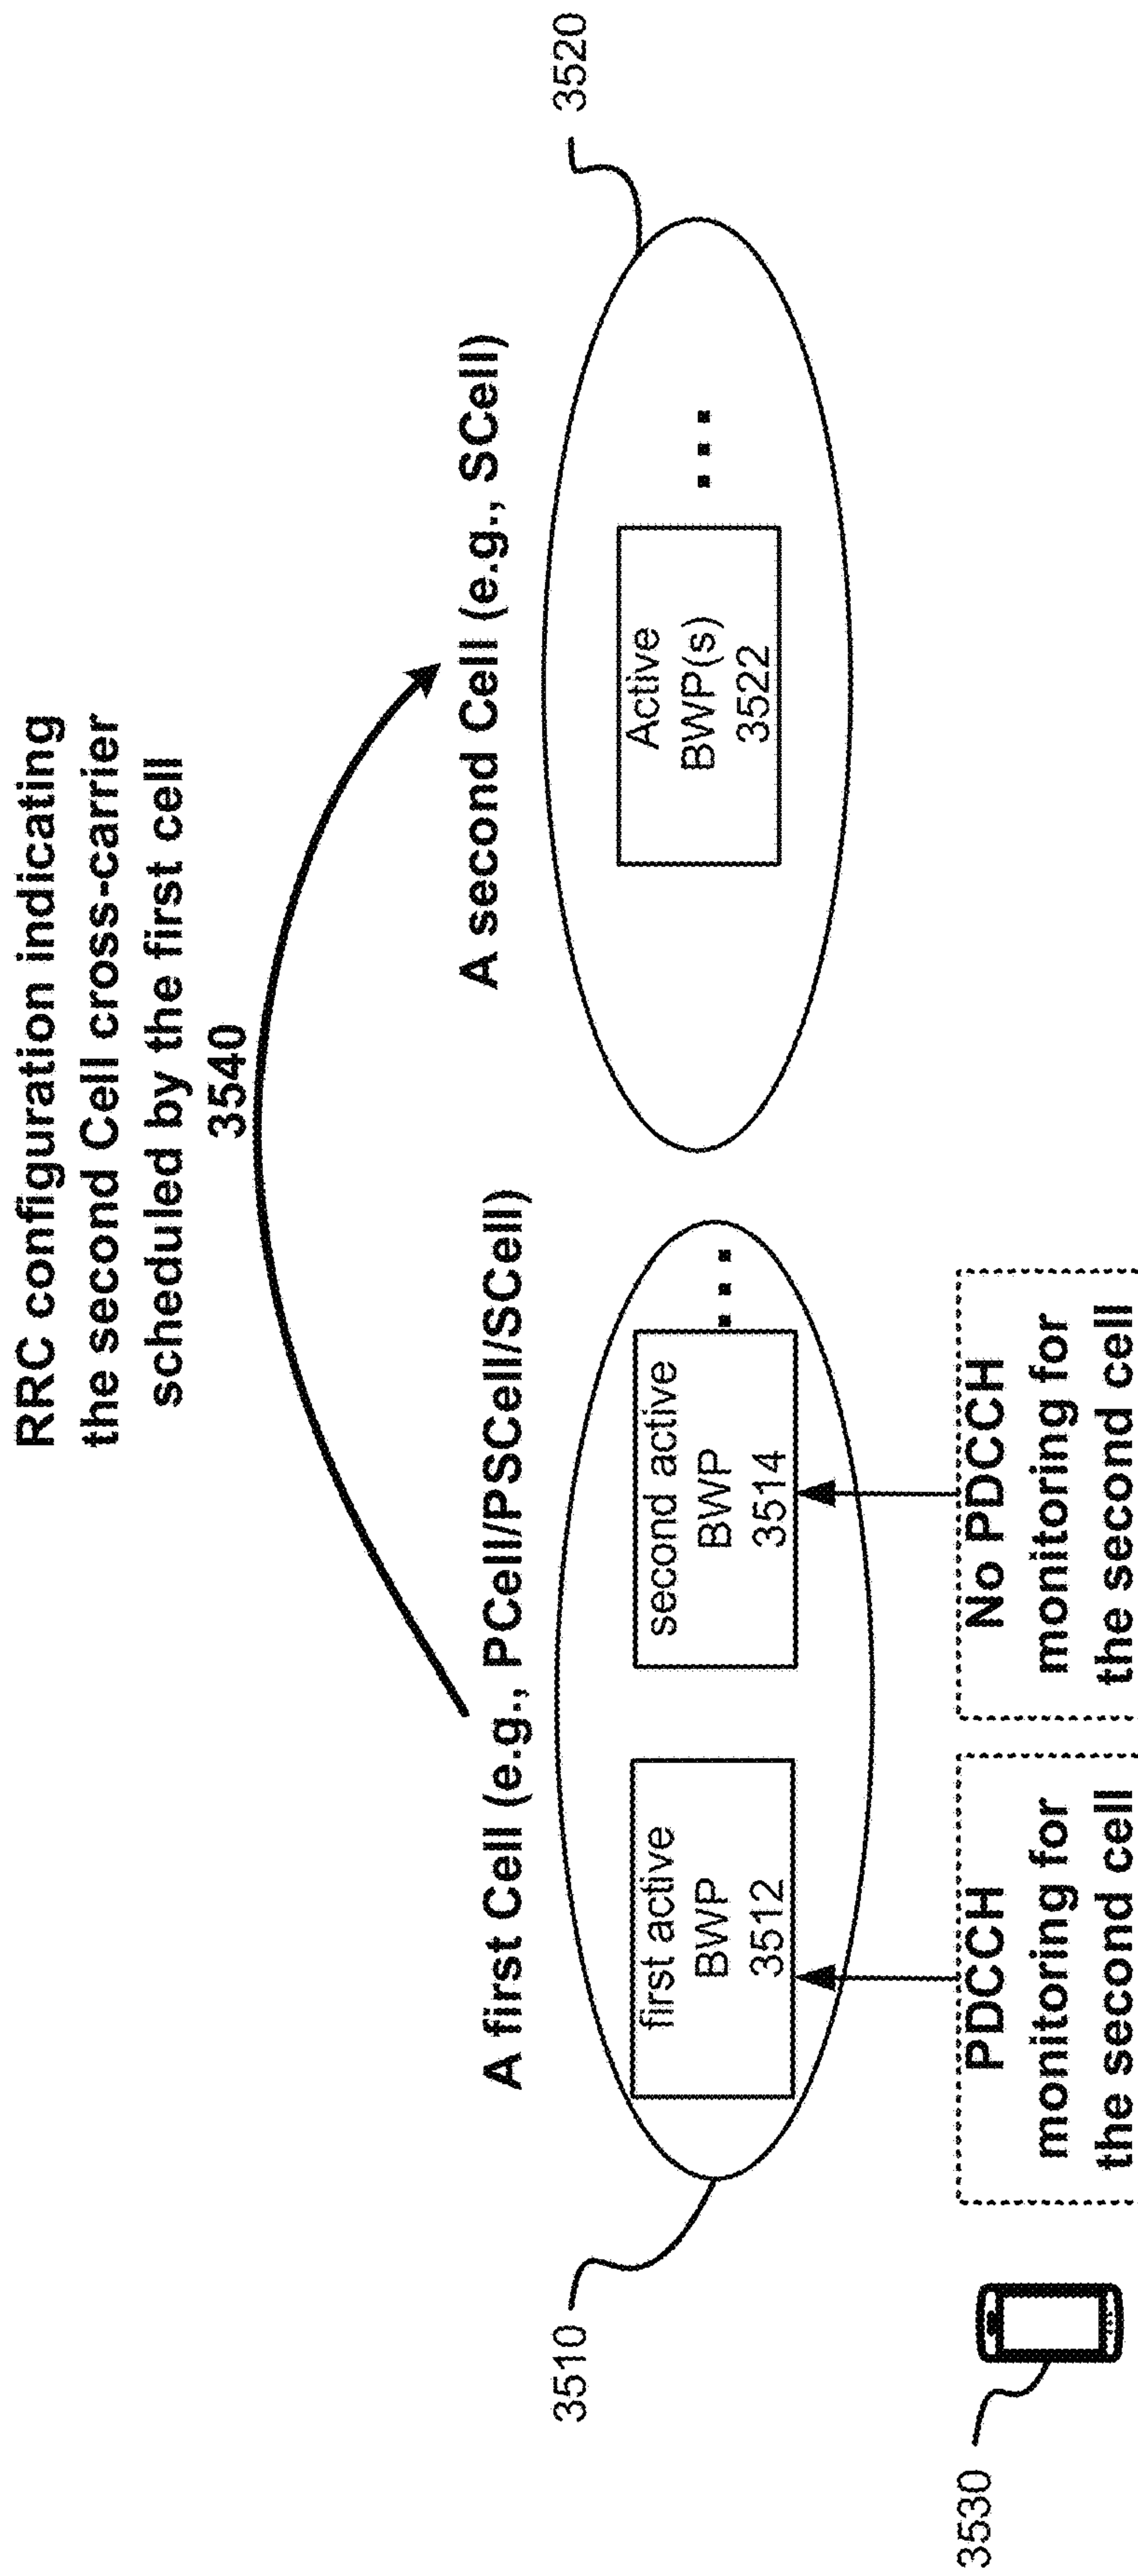 RRC configuration indicating
the second Cell cross-carrier
scheduled by the first cell
3540
A first Cell (e.g., PCell/PSCell/SCell)
A second Cell (e.g., SCell)
3510
3520
first active
BWP
3512
second active
BWP
3514
...
Active
BWP(s)
3522
...
3530
PDCCH
monitoring for
the second cell
No PDCCH
monitoring for
the second cell